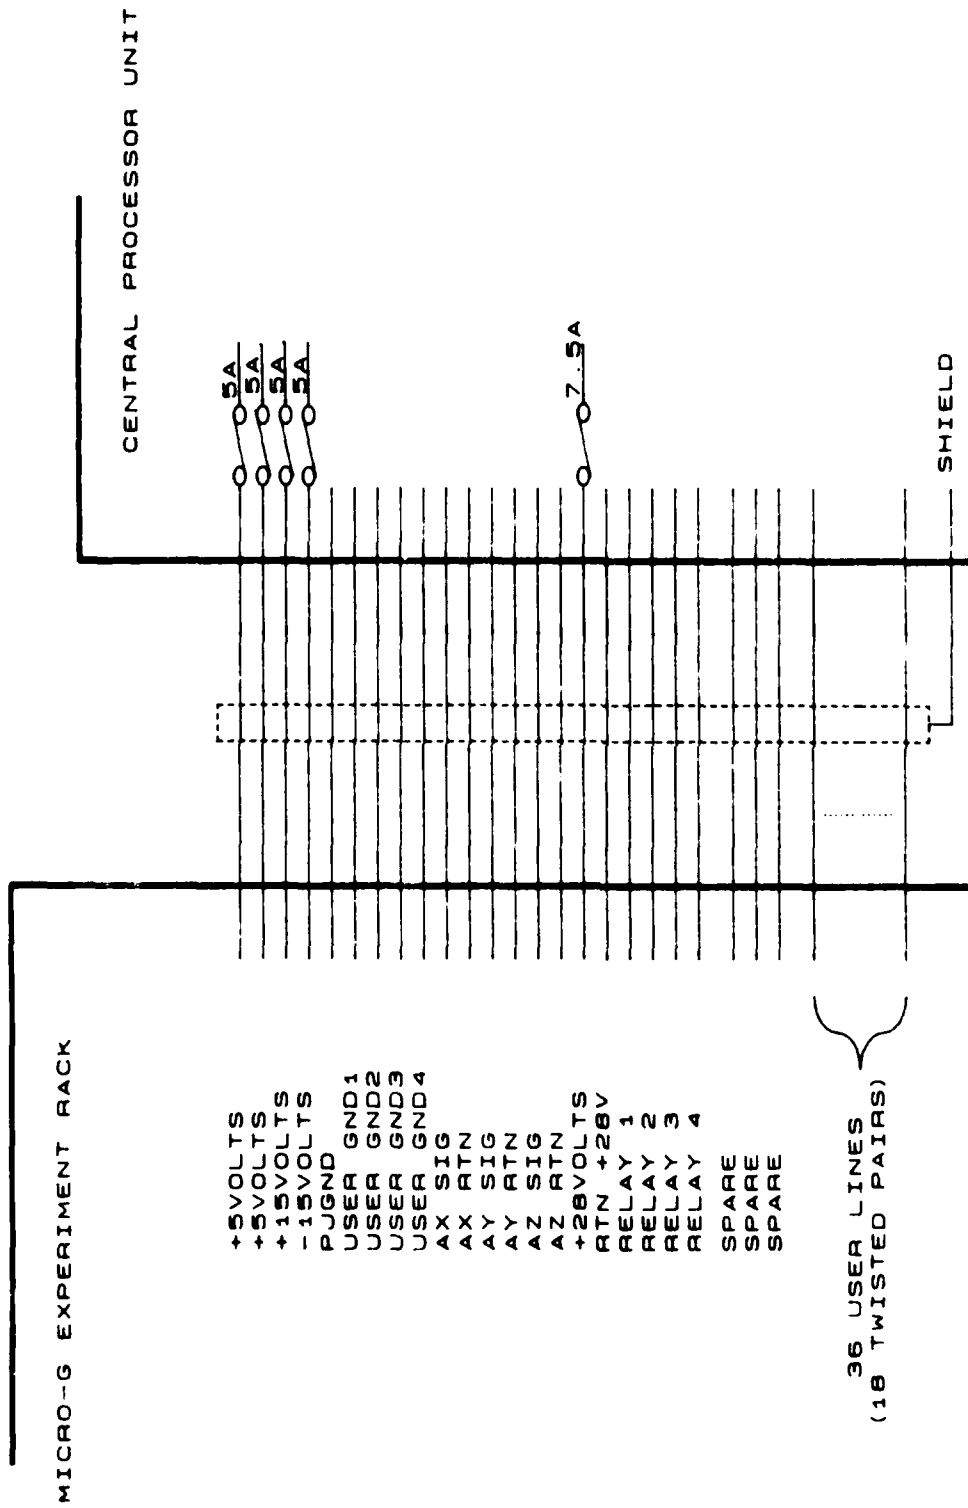 MICRO-G EXPERIMENT RACK
CENTRAL PROCESSOR UNIT
+5VOLTS
+5VOLTS
+15VOLTS
-15VOLTS
PJGND
USER GND1
USER GND2
USER GND3
USER GND4
AX SIG
AX RTN
AY SIG
AY RTN
AZ SIG
AZ RTN
+28VOLTS
RTN +28V
RELAY 1
RELAY 2
RELAY 3
RELAY 4
SPARE
SPARE
SPARE
36 USER LINES
(18 TWISTED PAIRS)
5A
5A
5A
5A
7.5A
SHIELD